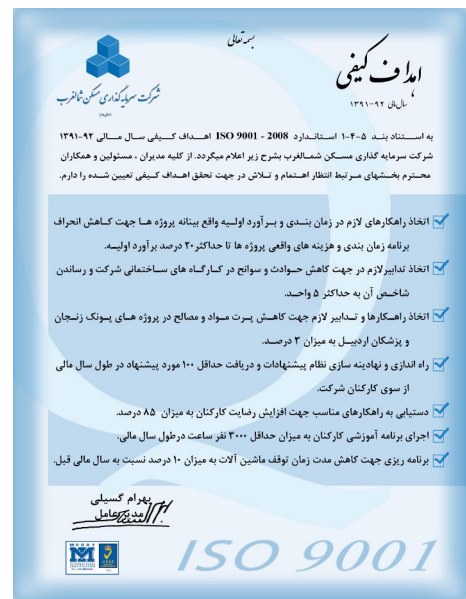 بسمه تعالی
اهداف کیفی
سال مالی ۹۲-۱۳۹۱
شرکت سرمایه گذاری مسکن شمالغرب
به استناد بند ۵-۴-۱ استاندارد ISO 9001 - 2008 اهداف کیفی سال مالی ۹۲-۱۳۹۱
شرکت سرمایه گذاری مسکن شمالغرب بشرح زیر اعلام میگردد. از کلیه مدیران ، مسئولین و همکاران
محترم بخشهای مرتبط انتظار اهتمام و تلاش در جهت تحقق اهداف کیفی تعیین شده را دارم.
اتخاذ راهکارهای لازم در زمان بندی و برآورد اولیه واقع بینانه پروژه ها جهت کاهش انحراف
برنامه زمان بندی و هزینه های واقعی پروژه ها تا حداکثر ۲۰ درصد برآورد اولیه.
اتخاذ تدابیرلازم در جهت کاهش حوادث و سوانح در کارگاه های ساختمانی شرکت و رساندن
شاخص آن به حداکثر ۵ واحد.
اتخاذ راهکارها و تدابیر لازم جهت کاهش پرت مواد و مصالح در پروژه های پونک زنجان
و پزشکان اردبیل به میزان ۳ درصد.
راه اندازی و نهادینه سازی نظام پیشنهادات و دریافت حداقل ۱۰۰ مورد پیشنهاد در طول سال مالی
از سوی کارکنان شرکت.
دستیابی به راهکارهای مناسب جهت افزایش رضایت کارکنان به میزان ۸۵ درصد.
اجرای برنامه آموزشی کارکنان به میزان حداقل ۳۰۰۰ نفر ساعت درطول سال مالی.
برنامه ریزی جهت کاهش مدت زمان توقف ماشین آلات به میزان ۱۰ درصد نسبت به سال مالی قبل.
بهرام گسیلی
مدیرعامل
MOODY
ISO 9001